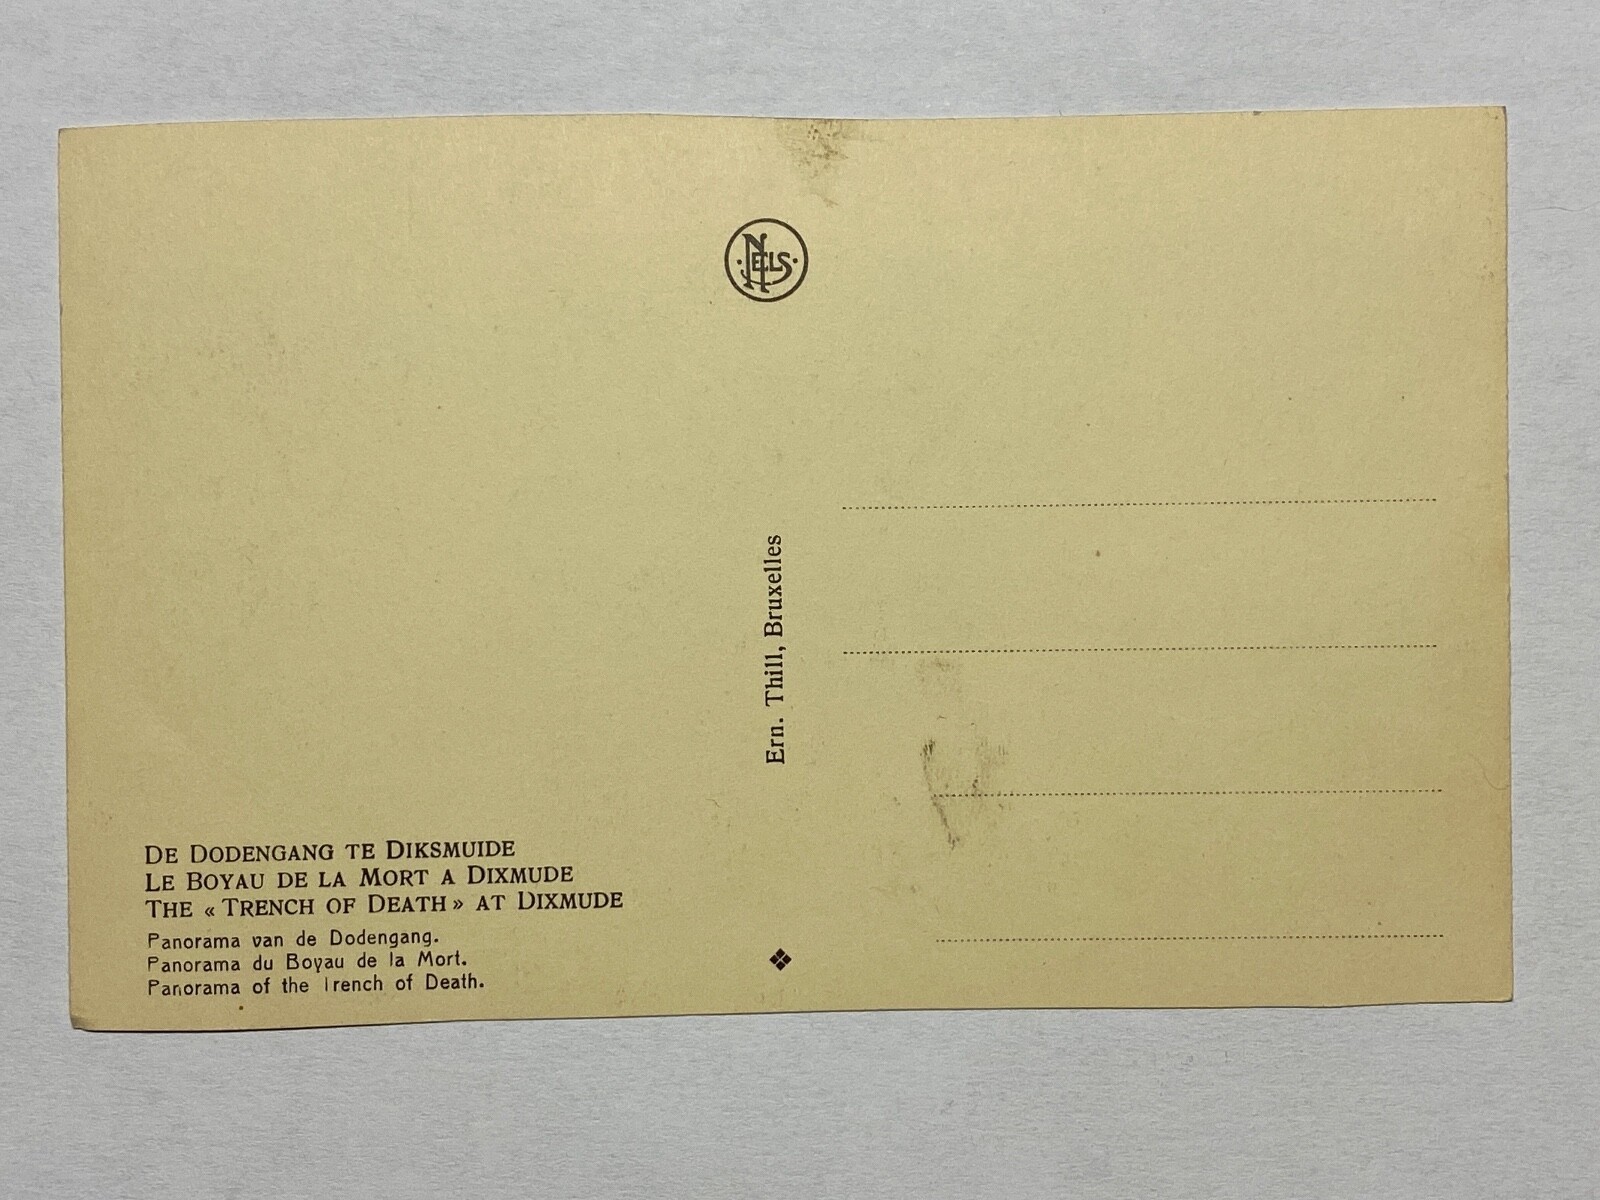 NELS
Ern. Thill, Bruxelles
DE DODENGANG TE DIKSMUIDE
LE BOYAU DE LA MORT A DIXMUDE
THE « TRENCH OF DEATH » AT DIXMUDE
Panorama van de Dodengang.
Panorama du Boyau de la Mort.
Panorama of the Trench of Death.